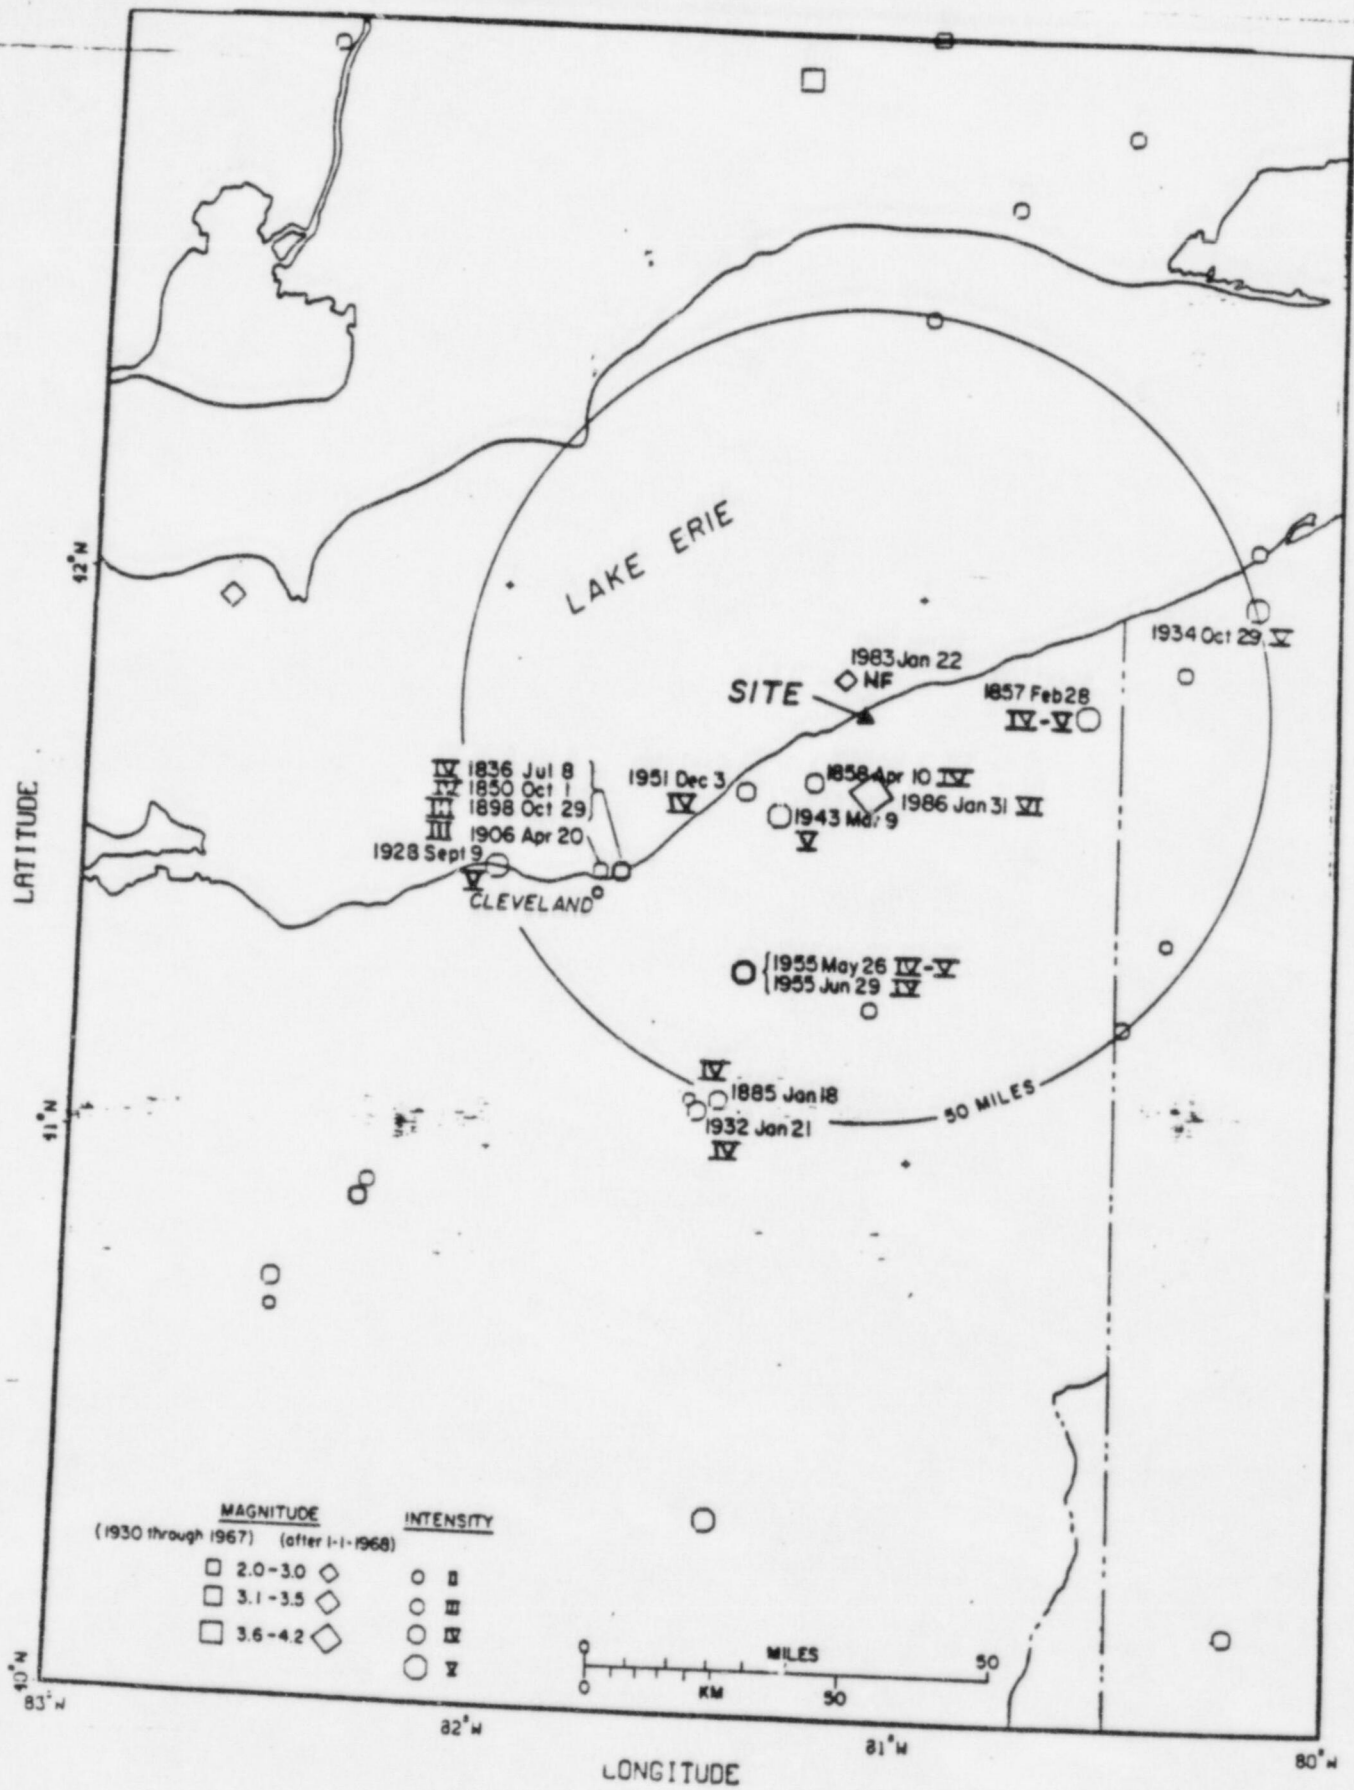 LAKE ERIE
42°N
1934 Oct 29 V
1983 Jan 22
NF
SITE
1857 Feb 28
IV-V
IV 1836 Jul 8
IV 1850 Oct 1
III 1898 Oct 29
III 1906 Apr 20
1951 Dec 3
IV
1858 Apr 10 IV
1986 Jan 31 VI
1943 Mar 9
V
1928 Sept 9
V
CLEVELAND
LATITUDE
1955 May 26 IV-V
1955 Jun 29 IV
IV
1885 Jan 18
1932 Jan 21
IV
50 MILES
41°N
MAGNITUDE
(1930 through 1967) (after 1-1-1968)
2.0-3.0
3.1-3.5
3.6-4.2
INTENSITY
II
III
IV
V
0 MILES 50
0 KM 50
40°N
83°W
82°W
81°W
80°W
LONGITUDE